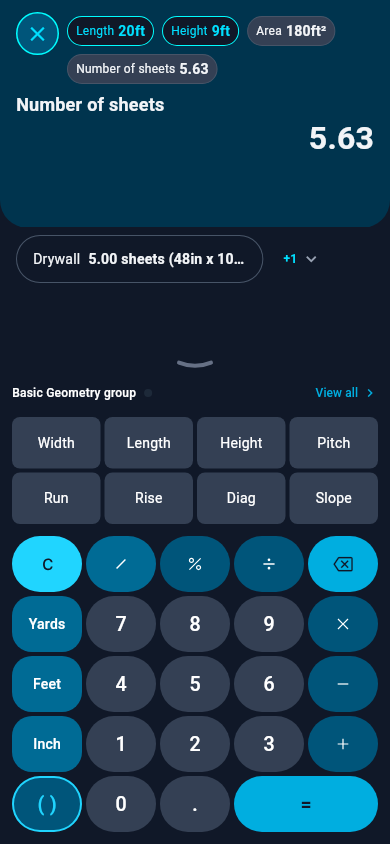 Length 20ft Height 9ft Area 180ft²
Number of sheets 5.63
Number of sheets
5.63
Drywall 5.00 sheets (48in x 10... +1
Basic Geometry group View all
Width Length Height Pitch
Run Rise Diag Slope
C / % ÷
Yards 7 8 9 ×
Feet 4 5 6 −
Inch 1 2 3 +
( ) 0 . =